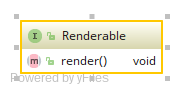 I Renderable
m render() void
Powered by yFiles